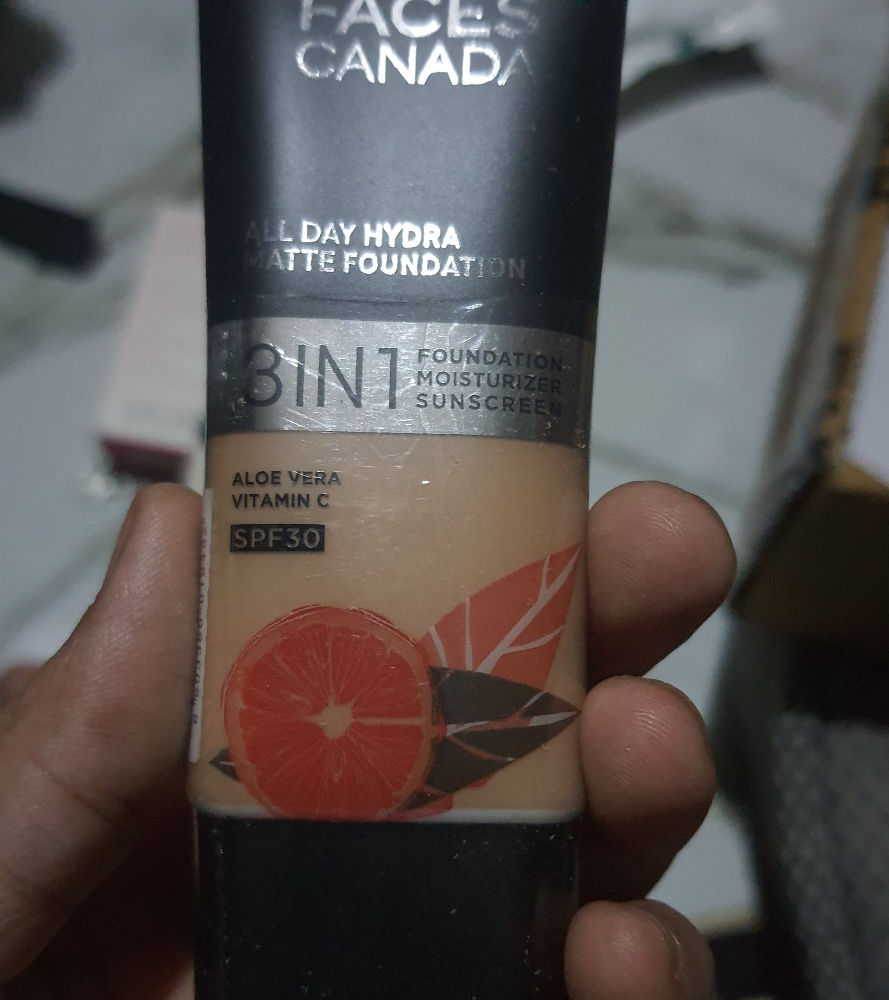 FACES
CANADA
ALL DAY HYDRA
MATTE FOUNDATION
3IN1
FOUNDATION
MOISTURIZER
SUNSCREEN
ALOE VERA
VITAMIN C
SPF30